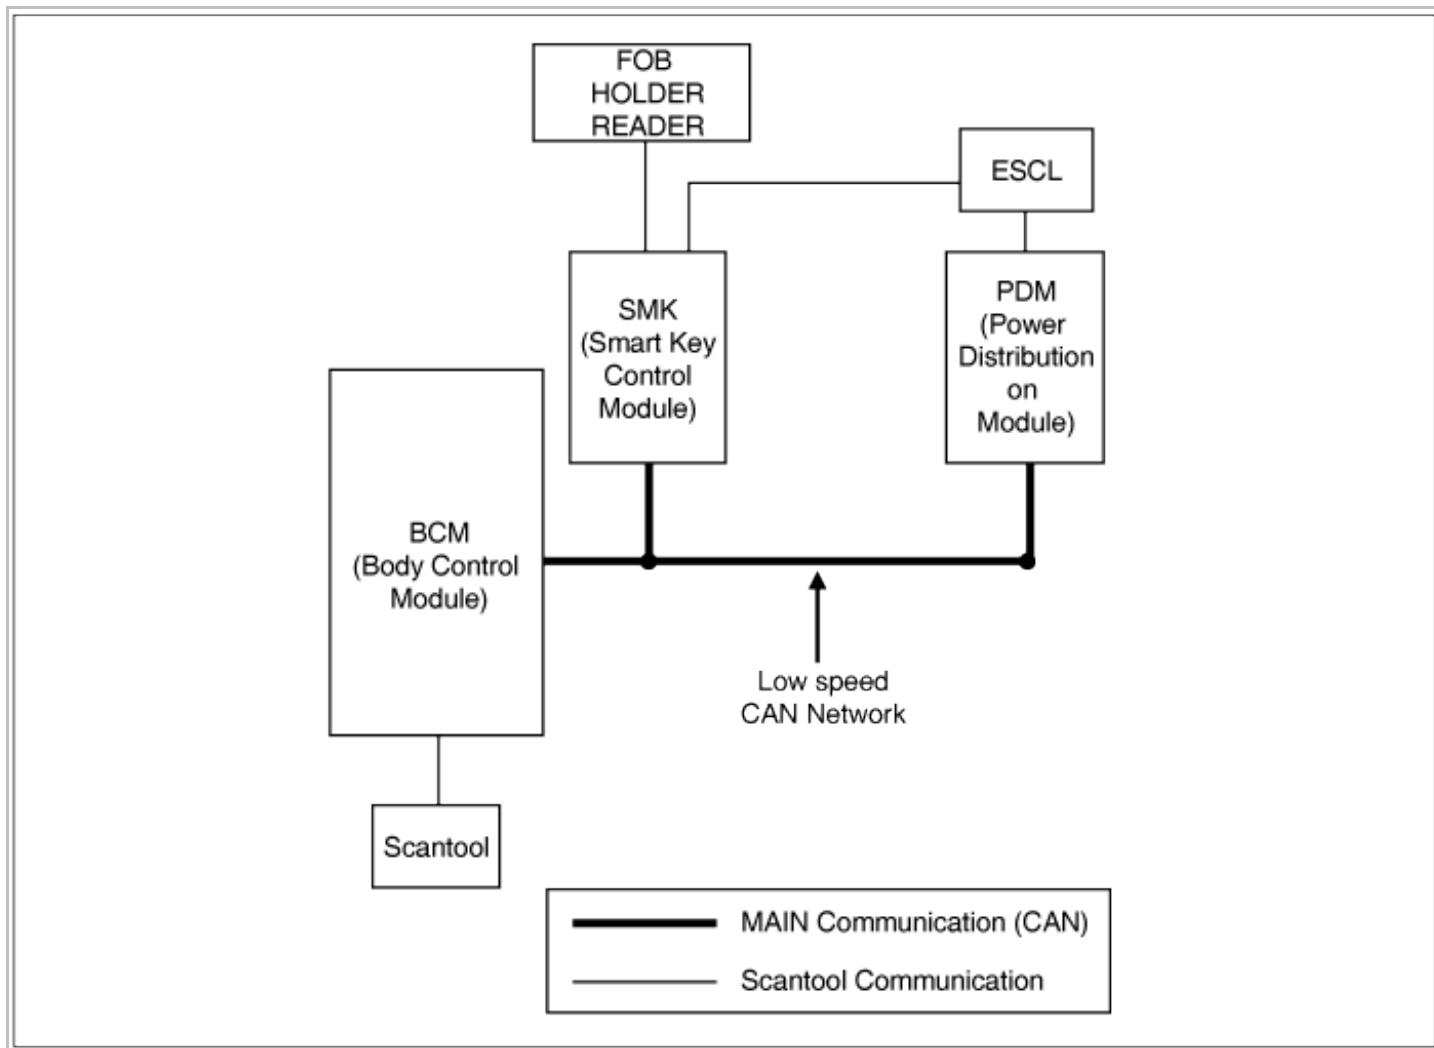 FOB
HOLDER
READER
ESCL
SMK
(Smart Key
Control
Module)
PDM
(Power
Distribution
on
Module)
BCM
(Body Control
Module)
Low speed
CAN Network
Scantool
MAIN Communication (CAN)
Scantool Communication